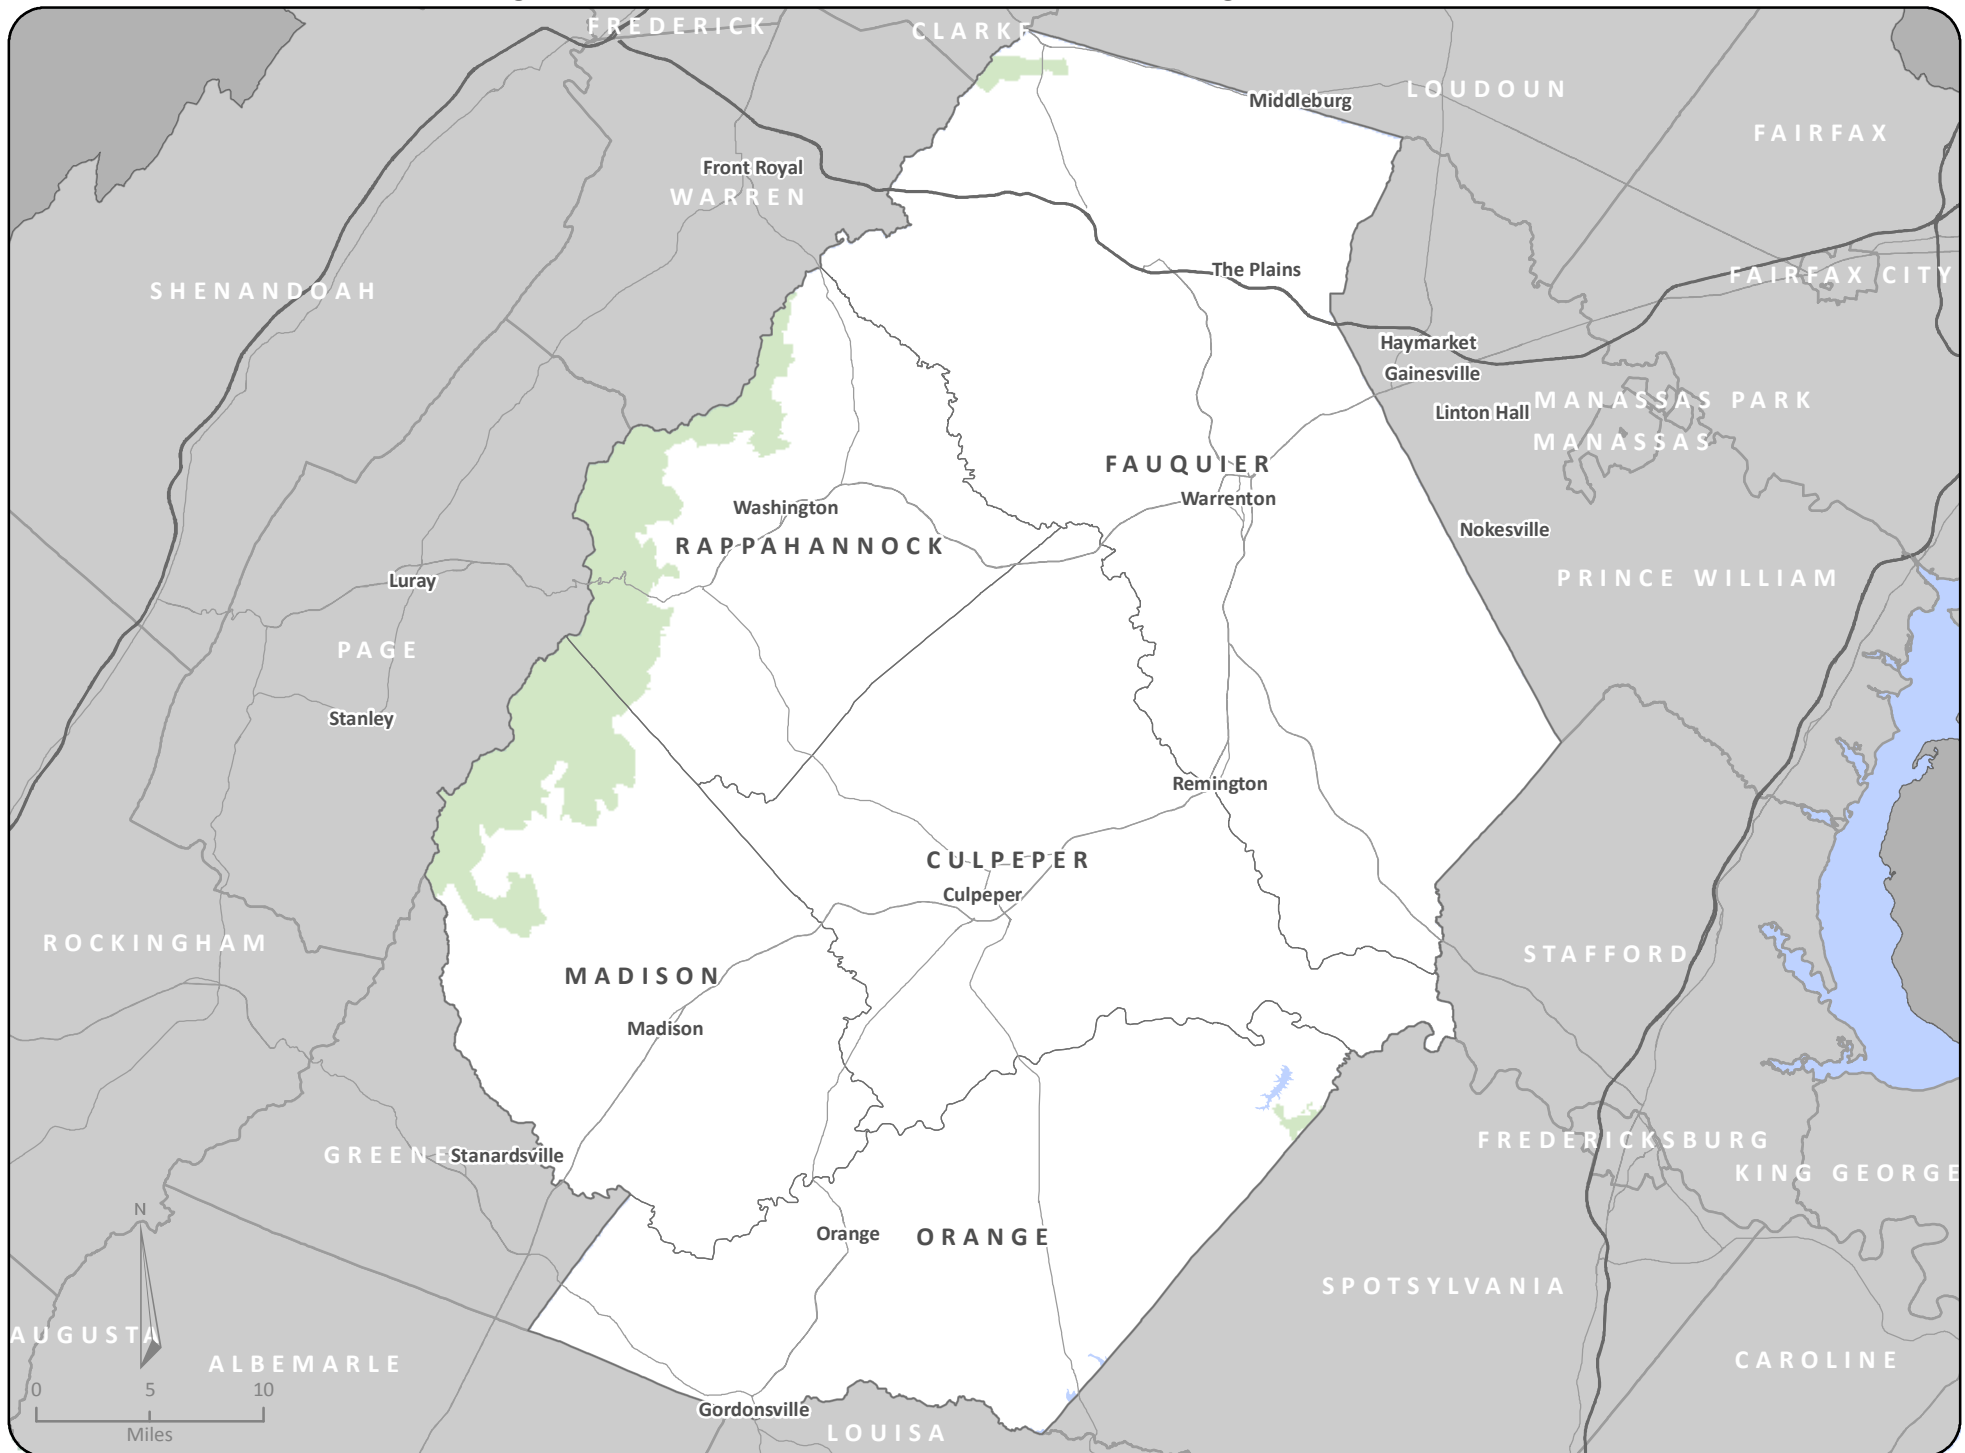 FREDERICK
CLARKE
LOUDOUN
Middleburg
FAIRFAX
Front Royal
WARREN
The Plains
FAIRFAX CITY
SHENANDOAH
Haymarket
Gainesville
Linton Hall
MANASSAS PARK
MANASSAS
FAUQUIER
Warrenton
Washington
RAPPAHANNOCK
Nokesville
PRINCE WILLIAM
Luray
PAGE
Stanley
Remington
CULPEPER
Culpeper
ROCKINGHAM
STAFFORD
MADISON
Madison
GREENE
Stanardsville
FREDERICKSBURG
KING GEORGE
N
Orange
ORANGE
SPOTSYLVANIA
AUGUSTA
ALBEMARLE
CAROLINE
0 5 10
Miles
Gordonsville
LOUISA